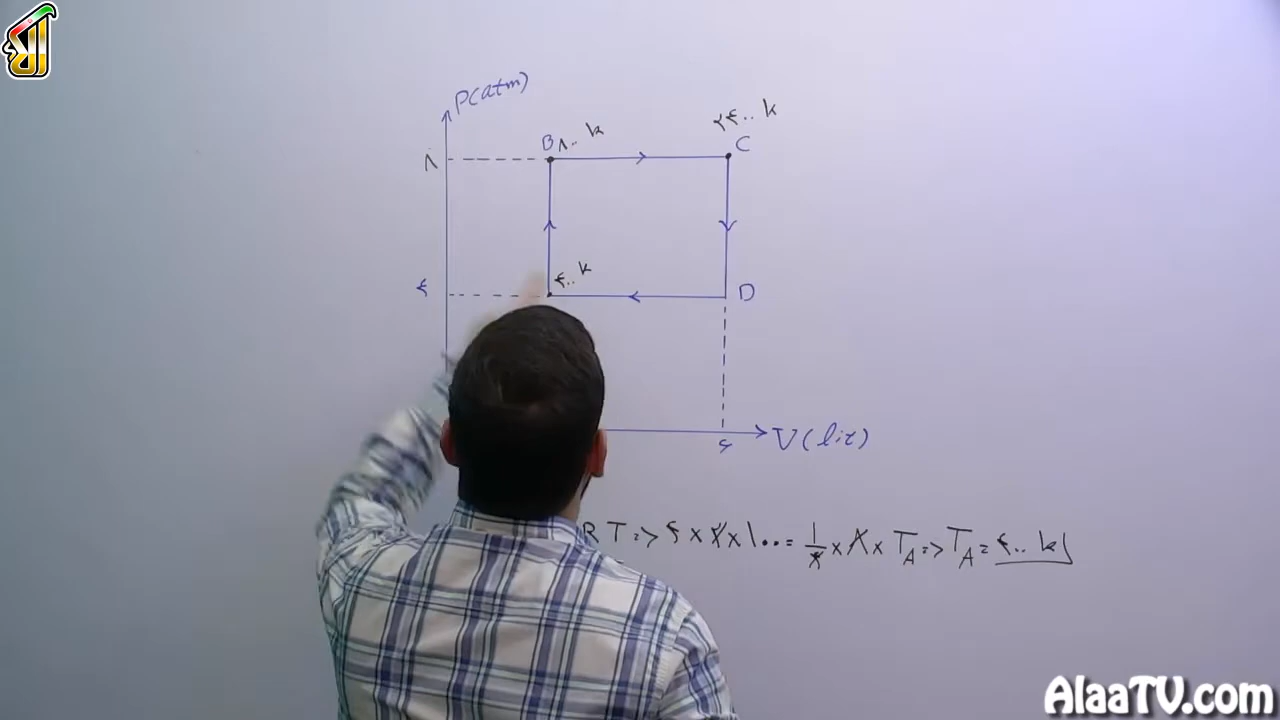 P(atm)
۲۴۰۰ k
B ۸۰۰ k
C
۸
۴۰۰ k
۴
D
۶
V(lit)
RT => ۴ × ۲ × ۱۰۰ = ۱/۴ × ۸ × T_A => T_A = ۴۰۰ k
AlaaTV.com